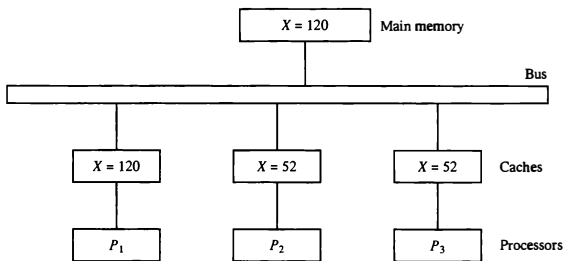 X = 120 Main memory
Bus
X = 120 X = 52 X = 52 Caches
P1 P2 P3 Processors